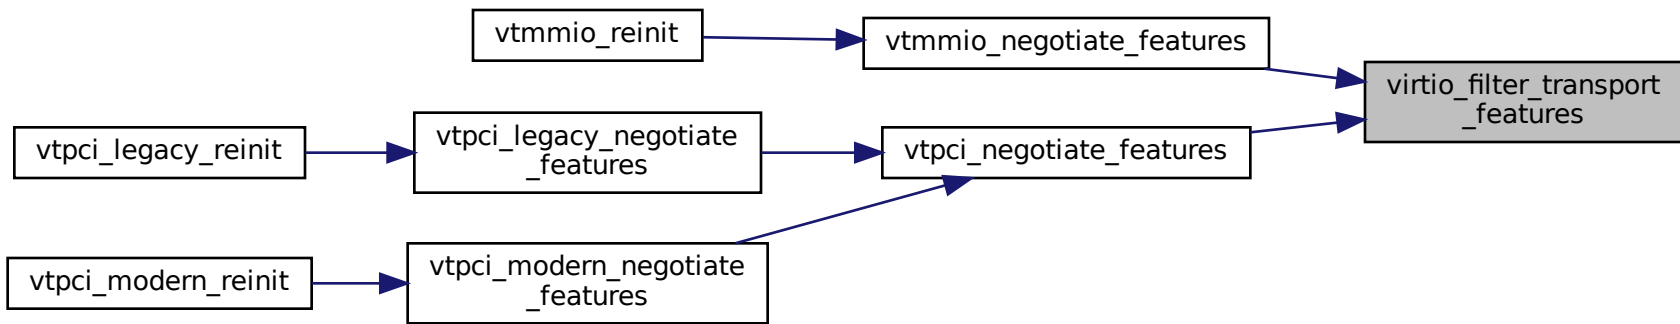 vtmmio_reinit
vtmmio_negotiate_features
virtio_filter_transport
_features
vtpci_legacy_reinit
vtpci_legacy_negotiate
_features
vtpci_negotiate_features
vtpci_modern_reinit
vtpci_modern_negotiate
_features